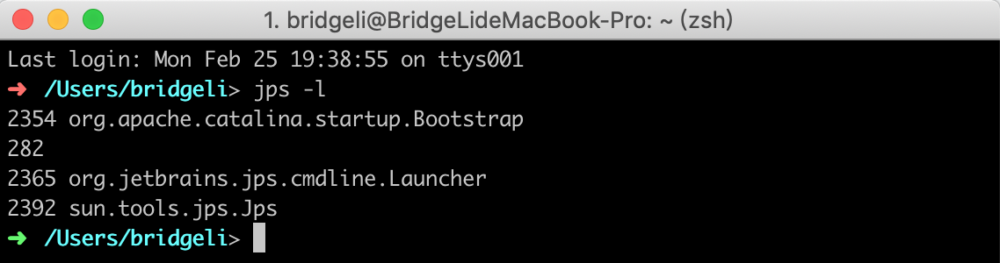 1. bridgeli@BridgeLideMacBook-Pro: ~ (zsh)
Last login: Mon Feb 25 19:38:55 on ttys001
➜ /Users/bridgeli> jps -l
2354 org.apache.catalina.startup.Bootstrap
282
2365 org.jetbrains.jps.cmdline.Launcher
2392 sun.tools.jps.Jps
➜ /Users/bridgeli>